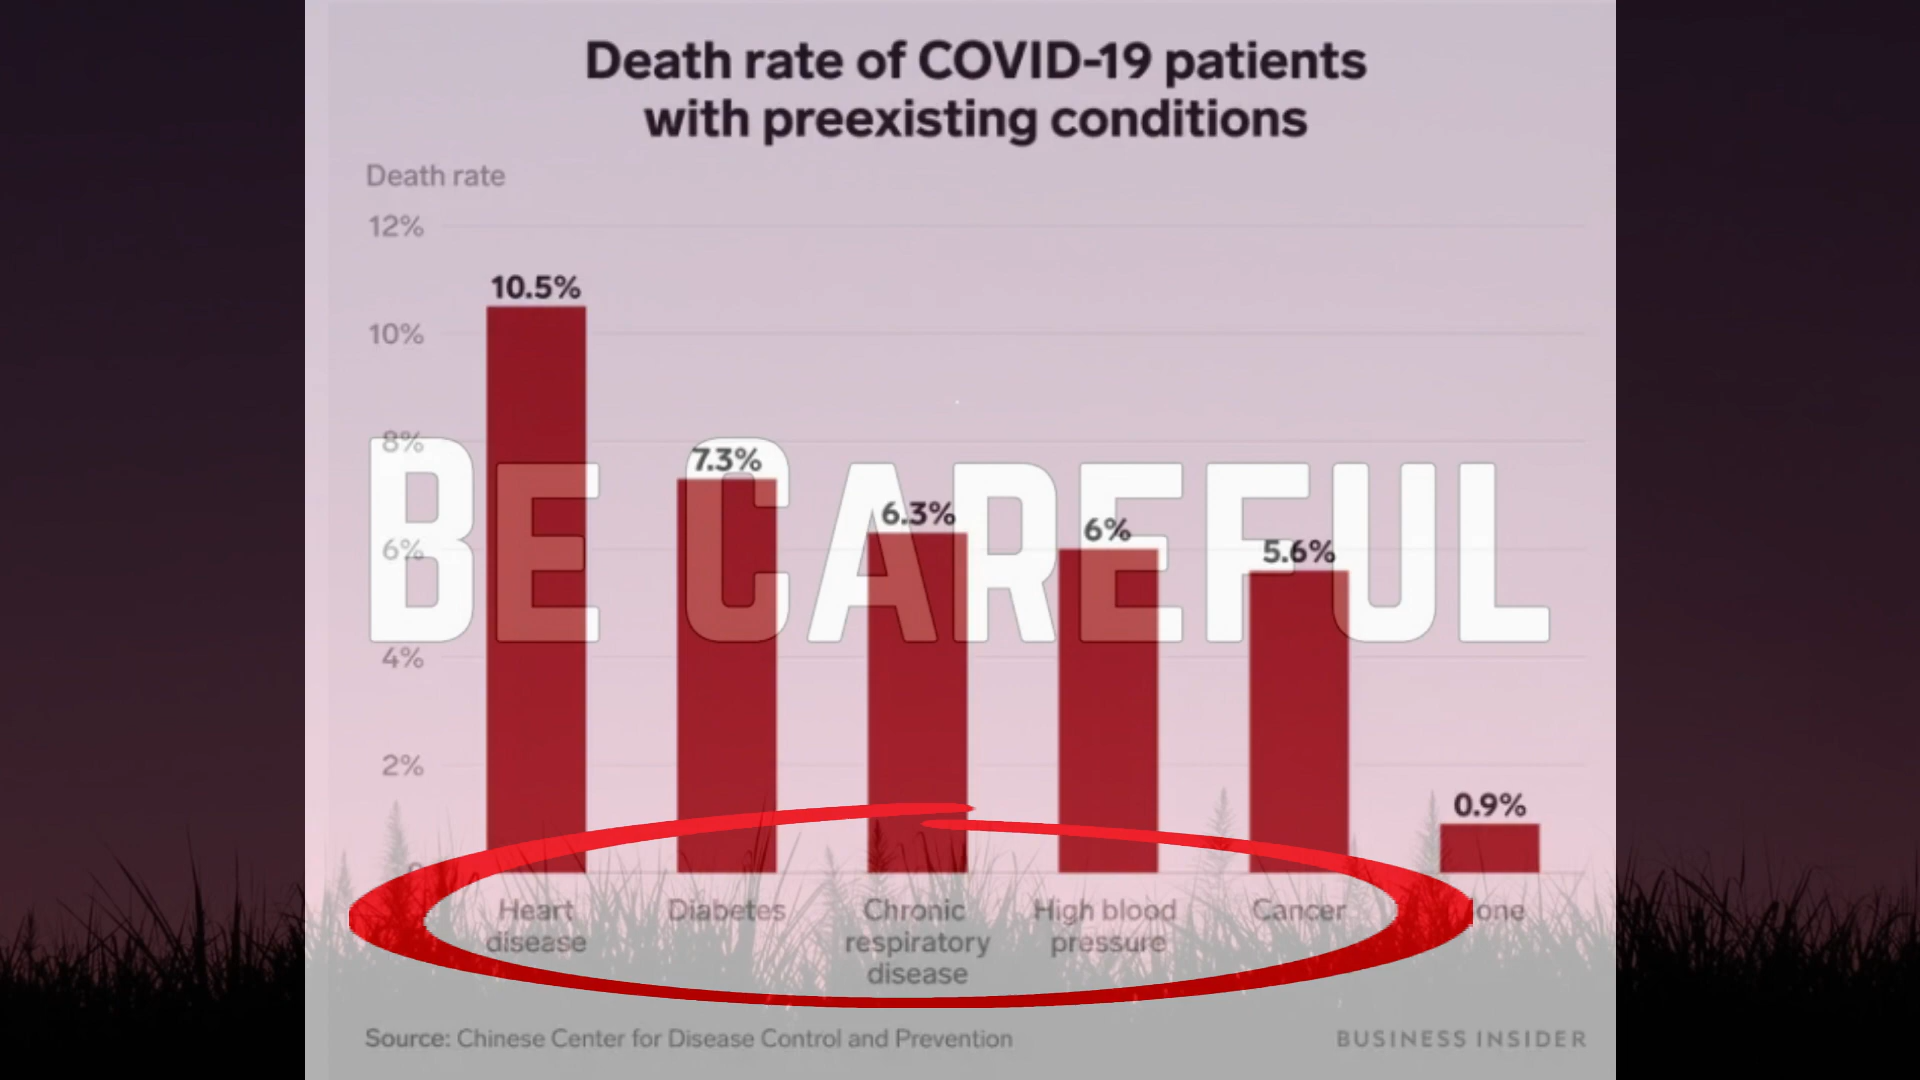 Death rate of COVID-19 patients
with preexisting conditions
Death rate
12%
10%
8%
6%
4%
2%
10.5%
7.3%
6.3%
6%
5.6%
0.9%
BE CAREFUL
Heart
disease
Diabetes
Chronic
respiratory
disease
High blood
pressure
Cancer
one
Source: Chinese Center for Disease Control and Prevention
BUSINESS INSIDER